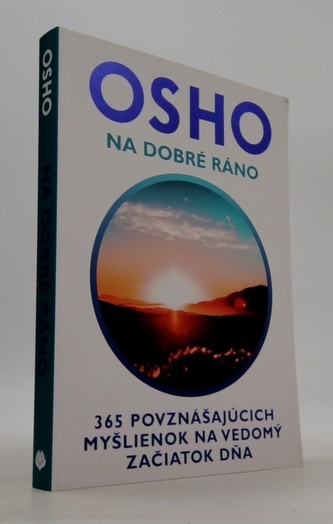 OSHO
NA DOBRÉ RÁNO
OSHO
NA DOBRÉ RÁNO
365 POVZNÁŠAJÚCICH
MYŠLIENOK NA VEDOMÝ
ZAČIATOK DŇA